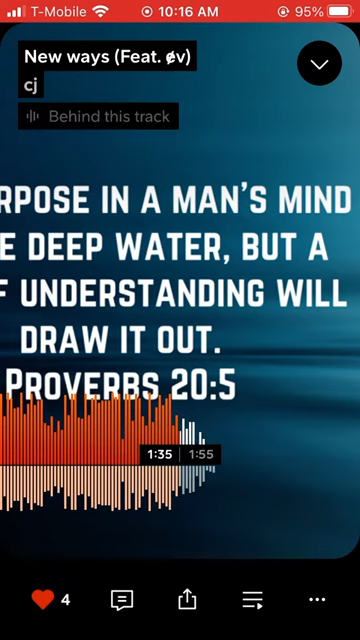 T-Mobile 10:16 AM 95%
New ways (Feat. ǿv)
cj
Behind this track
RPOSE IN A MAN'S MIND
E DEEP WATER, BUT A
F UNDERSTANDING WILL
DRAW IT OUT.
PROVERBS 20:5
1:35 1:55
4